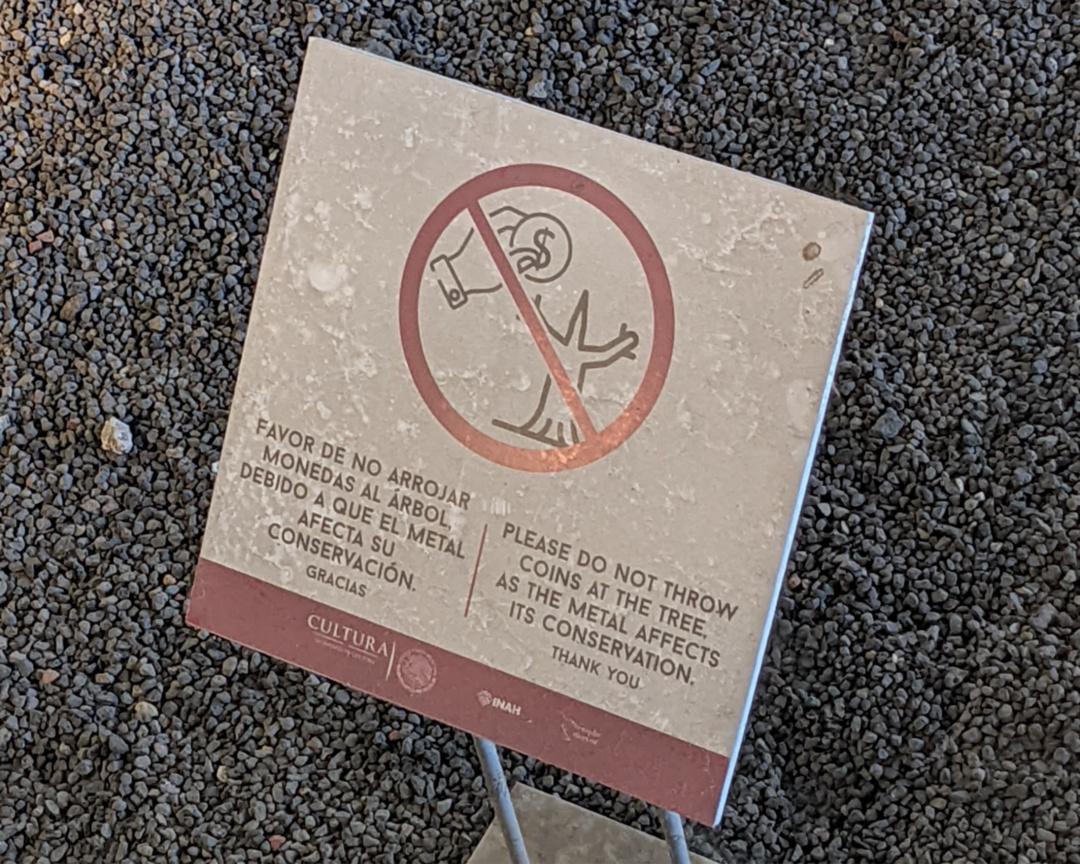 $
FAVOR DE NO ARROJAR
MONEDAS AL ÁRBOL,
DEBIDO A QUE EL METAL
AFECTA SU
CONSERVACIÓN.
GRACIAS
PLEASE DO NOT THROW
COINS AT THE TREE,
AS THE METAL AFFECTS
ITS CONSERVATION.
THANK YOU
CULTURA
INAH